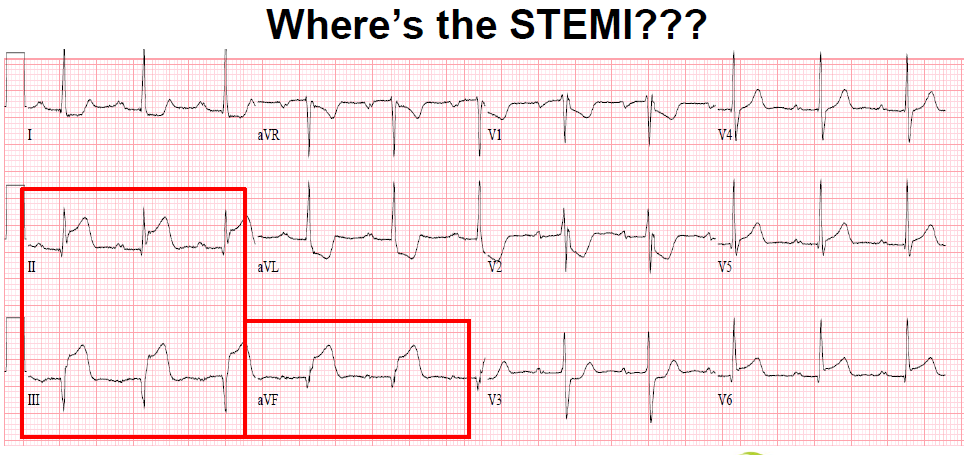 Where's the STEMI???
I
aVR
V1
V4
II
aVL
V2
V5
III
aVF
V3
V6